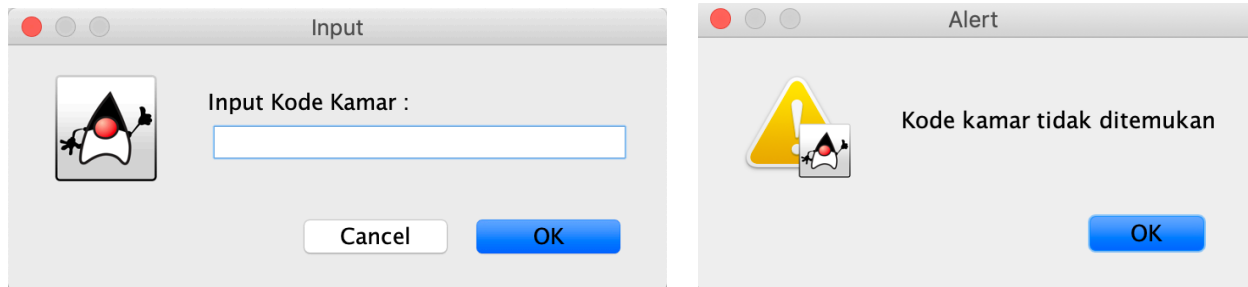 Input
Input Kode Kamar :
Cancel
OK
Alert
Kode kamar tidak ditemukan
OK